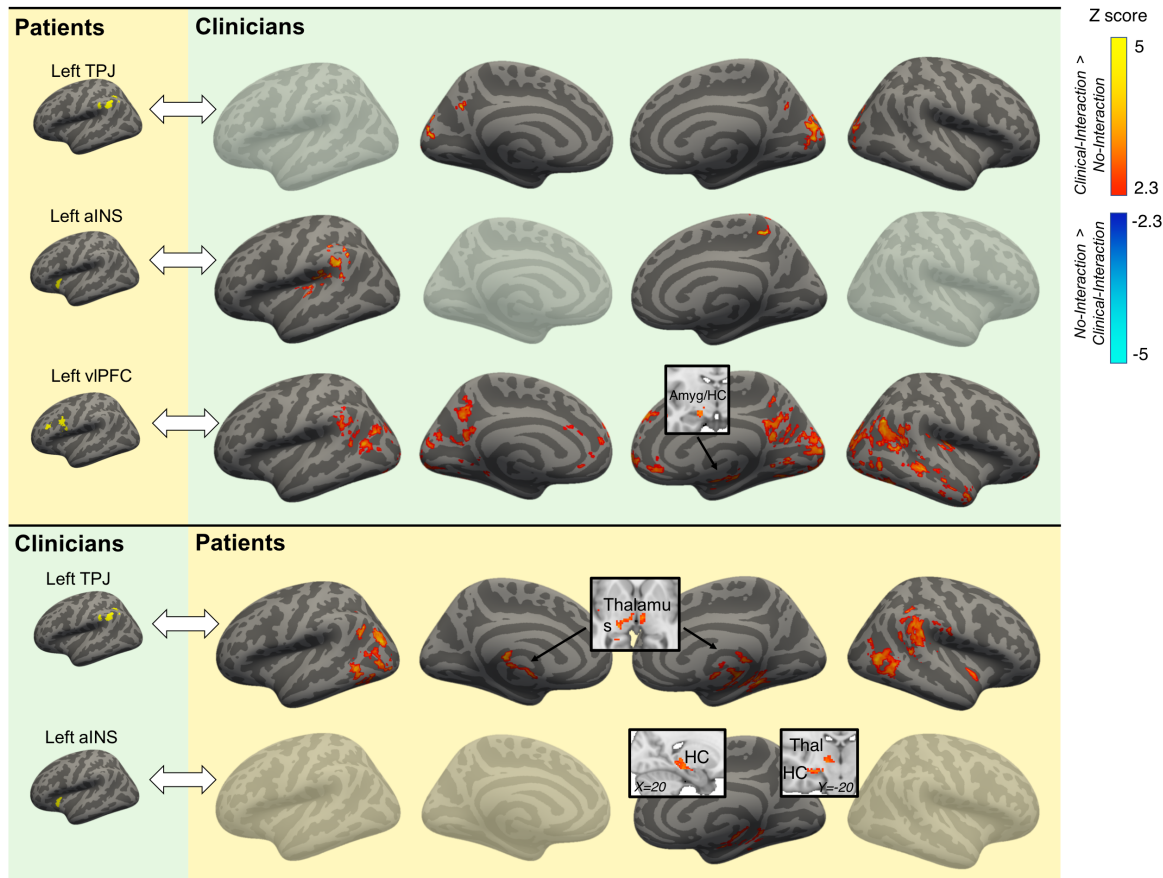 Patients
Clinicians
Z score
Left TPJ
5
Clinical-Interaction >
No-Interaction
2.3
Left aINS
-2.3
No-Interaction >
Clinical-Interaction
-5
Left vlPFC
Amyg/HC
Clinicians
Patients
Left TPJ
Thalamu
s
Left aINS
HC
X=20
Thal
HC
Y=-20